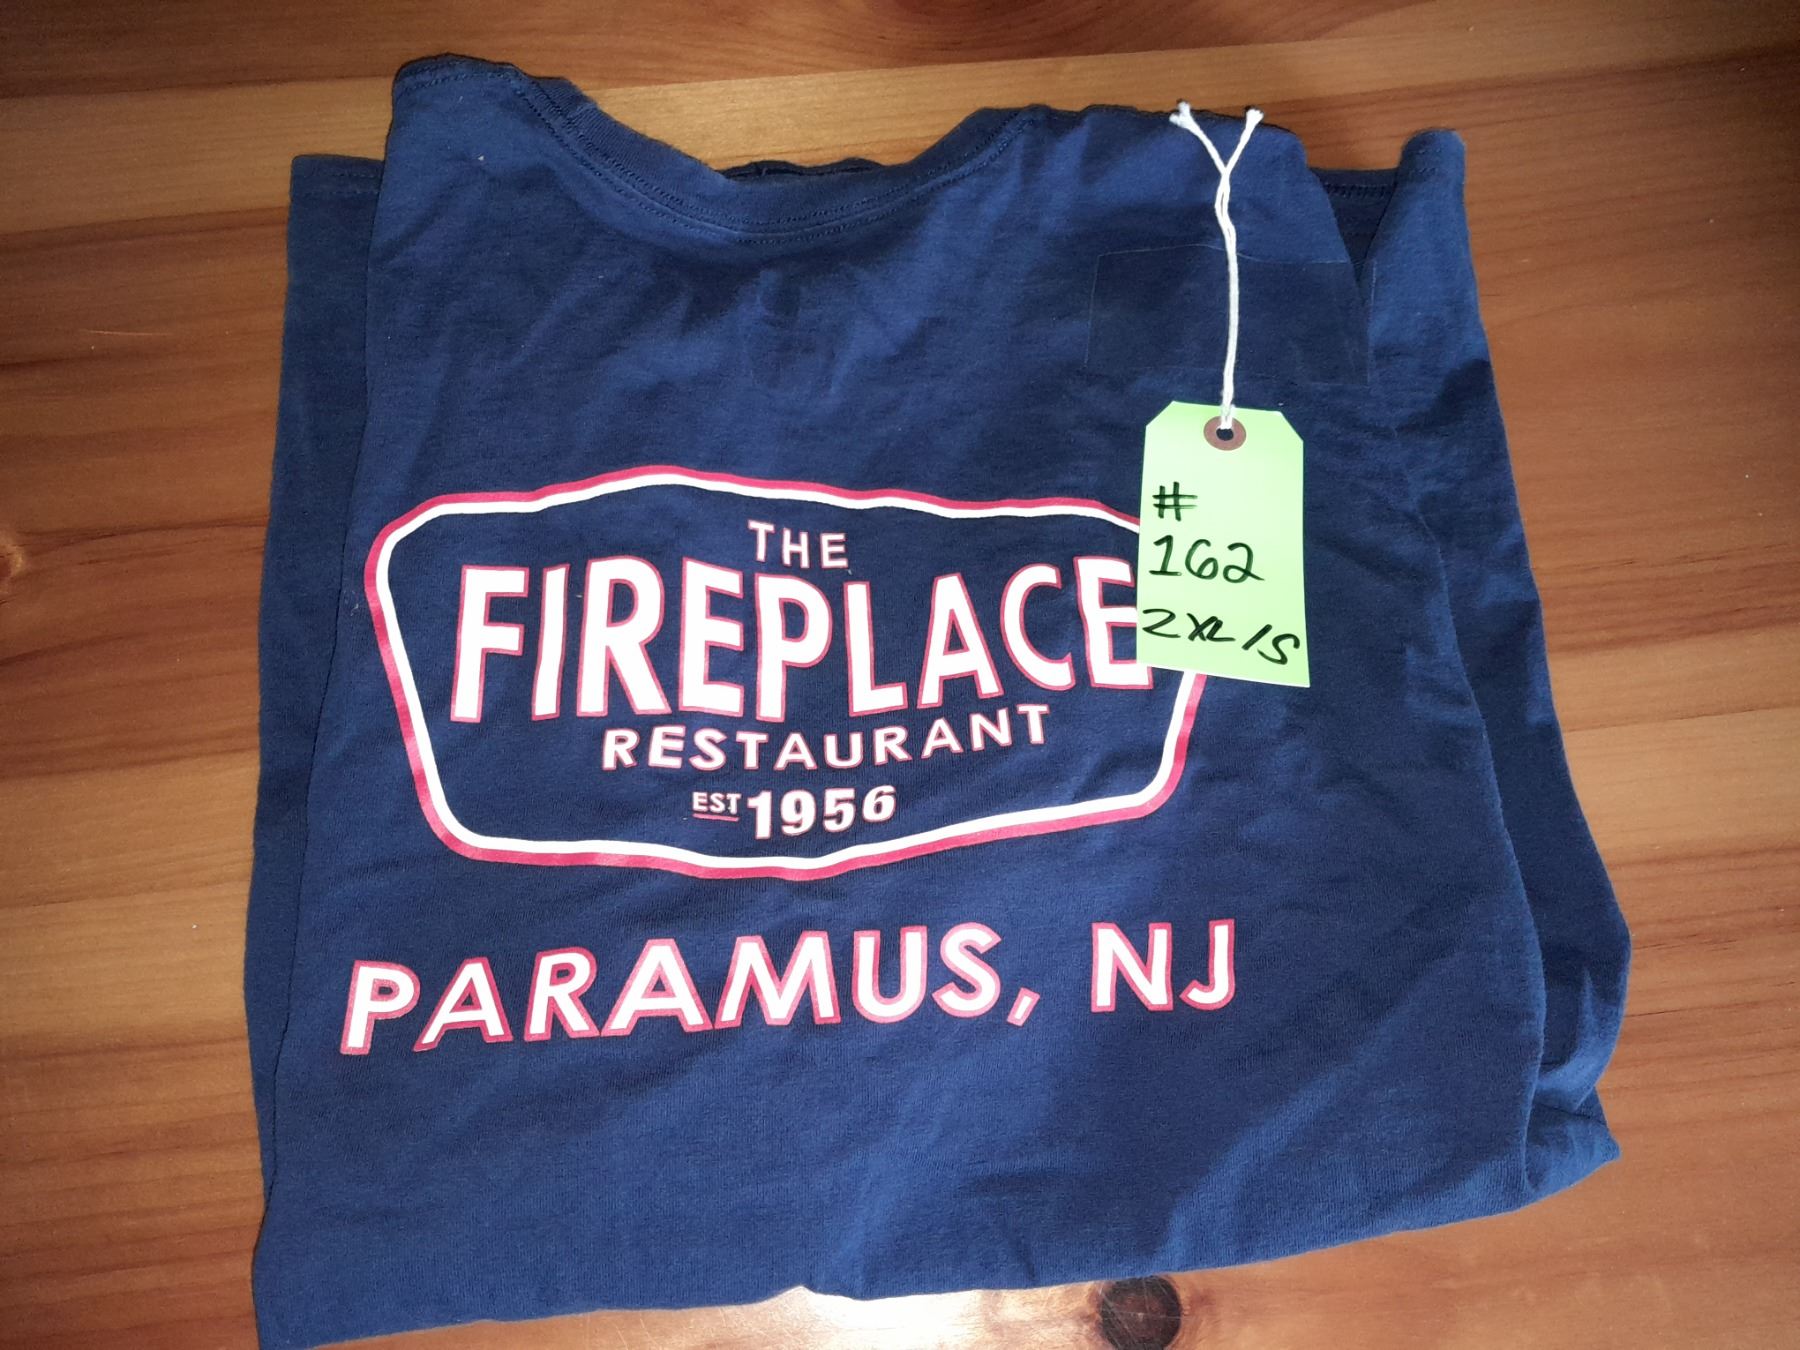 THE
FIREPLACE
RESTAURANT
EST 1956
PARAMUS, NJ
#
162
2XL/S